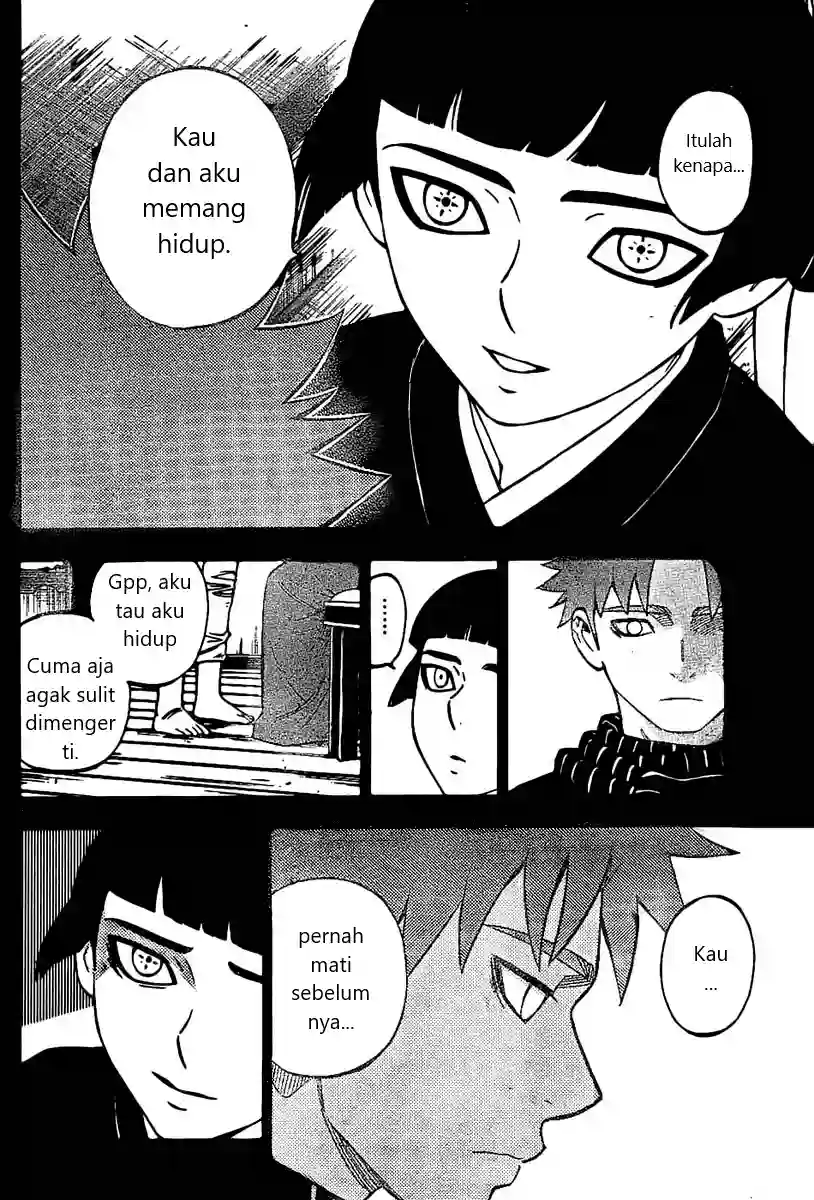 Itulah
kenapa...
Kau
dan aku
memang
hidup.
.......
Gpp, aku
tau aku
hidup
Cuma aja
agak sulit
dimenger
ti.
Kau
...
pernah
mati
sebelum
nya...